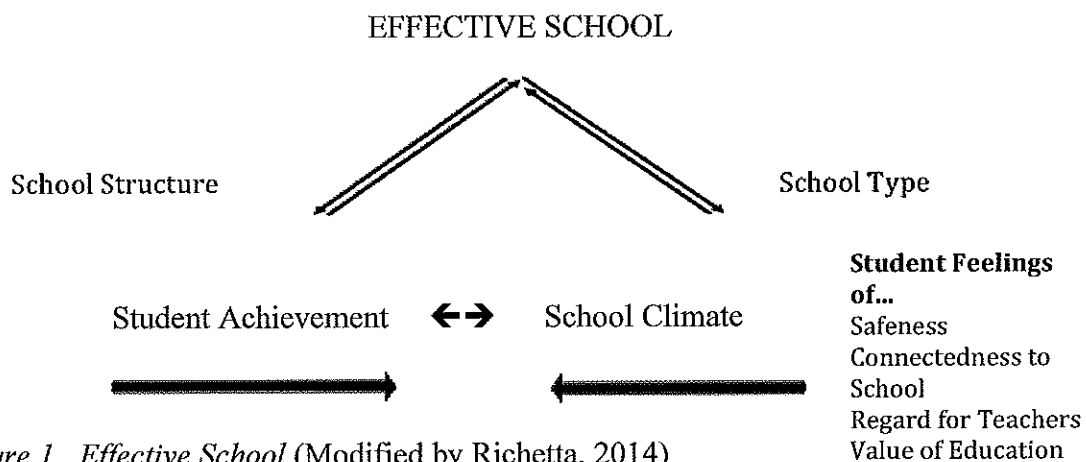 EFFECTIVE SCHOOL
School Structure
School Type
Student Achievement
School Climate
Student Feelings
of...
Safeness
Connectedness to
School
Regard for Teachers
Value of Education
1 Effective School (Modified by Richetta, 2014)